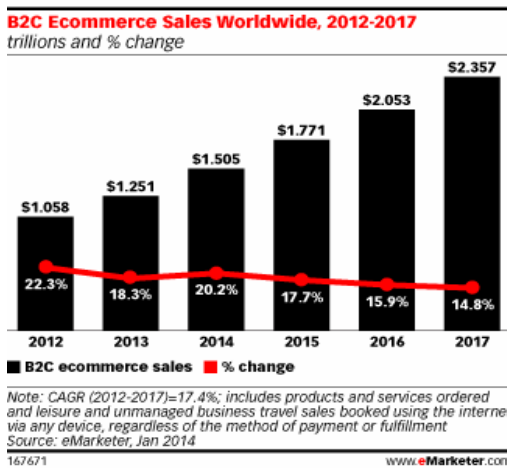 B2C Ecommerce Sales Worldwide, 2012-2017
trillions and % change
$2.357
$2.053
$1.771
$1.505
$1.251
$1.058
22.3%
18.3%
20.2%
17.7%
15.9%
14.8%
2012 2013 2014 2015 2016 2017
B2C ecommerce sales % change
Note: CAGR (2012-2017)=17.4%; includes products and services ordered
and leisure and unmanaged business travel sales booked using the interne
via any device, regardless of the method of payment or fulfillment
Source: eMarketer, Jan 2014
167671 www.eMarketer.con